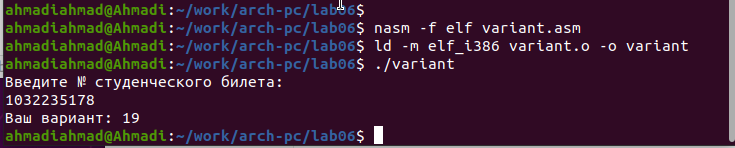 ahmadiahmad@Ahmadi:~/work/arch-pc/lab06$
ahmadiahmad@Ahmadi:~/work/arch-pc/lab06$ nasm -f elf variant.asm
ahmadiahmad@Ahmadi:~/work/arch-pc/lab06$ ld -m elf_i386 variant.o -o variant
ahmadiahmad@Ahmadi:~/work/arch-pc/lab06$ ./variant
Введите № студенческого билета:
1032235178
Ваш вариант: 19
ahmadiahmad@Ahmadi:~/work/arch-pc/lab06$